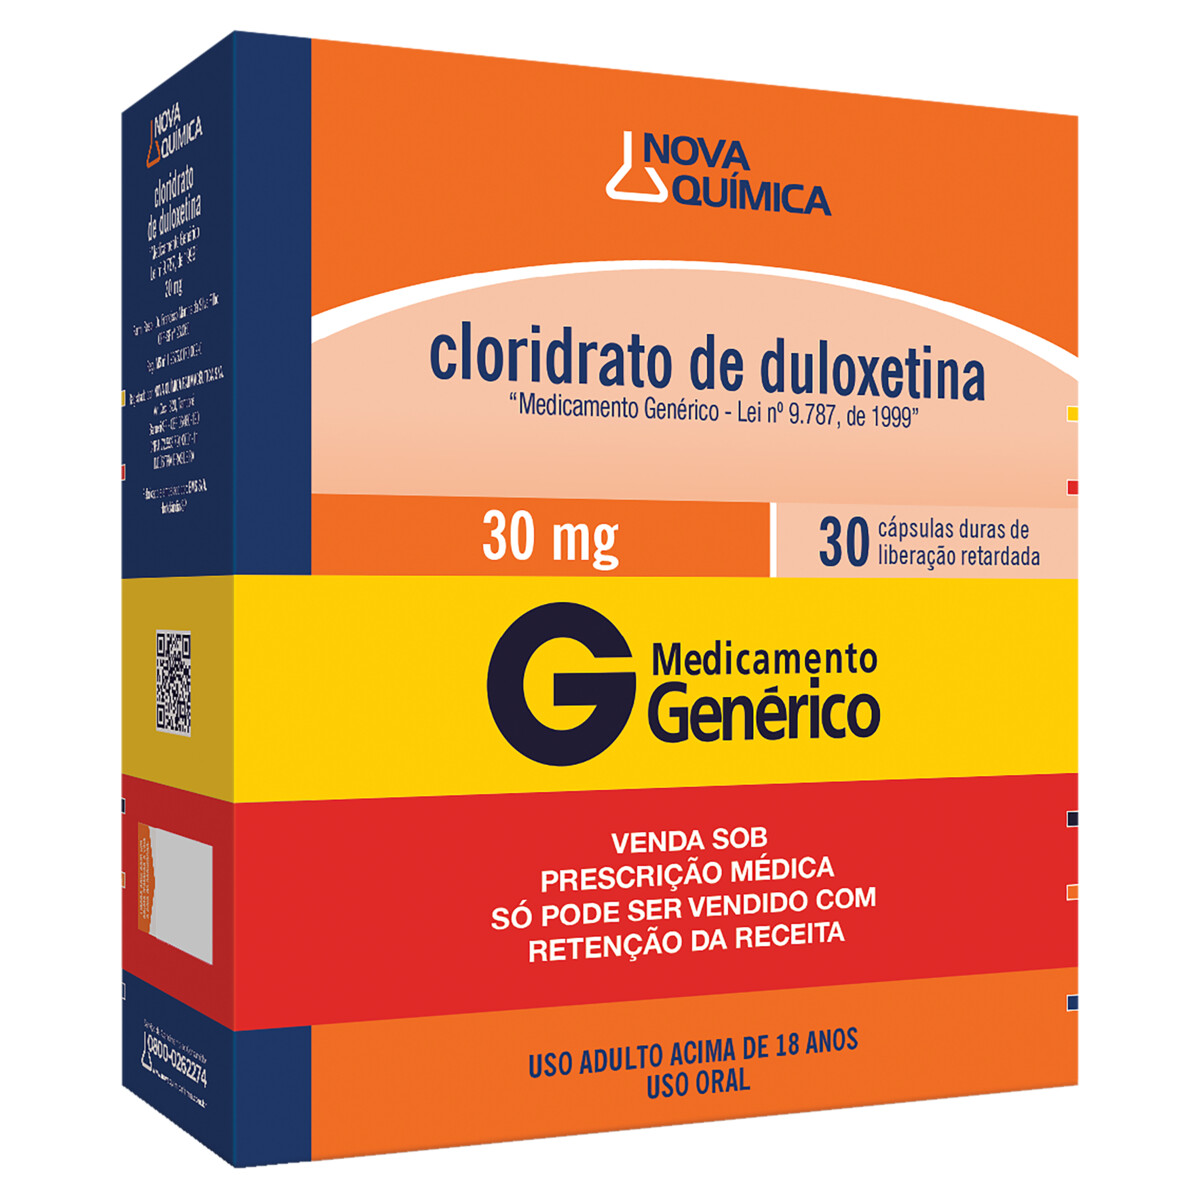 NOVA
QUÍMICA
cloridrato de duloxetina
“Medicamento Genérico - Lei nº 9.787, de 1999”
30 mg
30 cápsulas duras de
liberação retardada
G Medicamento
Genérico
VENDA SOB
PRESCRIÇÃO MÉDICA
SÓ PODE SER VENDIDO COM
RETENÇÃO DA RECEITA
USO ADULTO ACIMA DE 18 ANOS
USO ORAL
NOVA
QUÍMICA
cloridrato
de duloxetina
“Medicamento Genérico
30 mg
0800-0262274